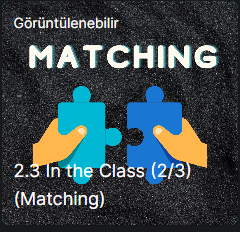 Görüntülenebilir
MATCHING
2.3 In the Class (2/3)
(Matching)